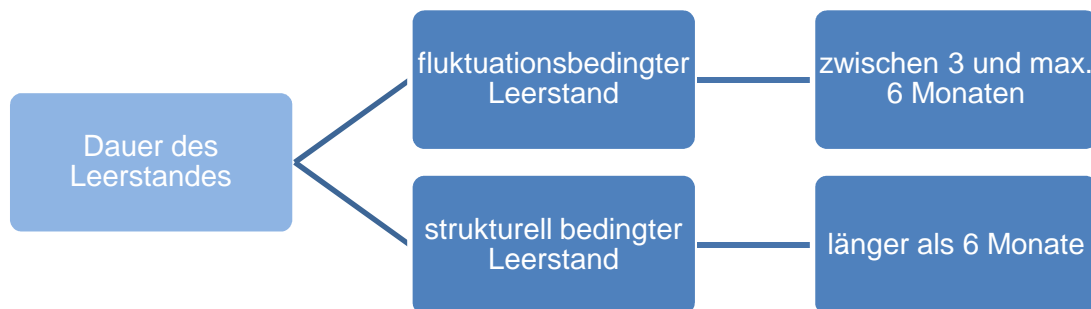 Dauer des
Leerstandes
fluktuationsbedingter
Leerstand
zwischen 3 und max.
6 Monaten
strukturell bedingter
Leerstand
länger als 6 Monate